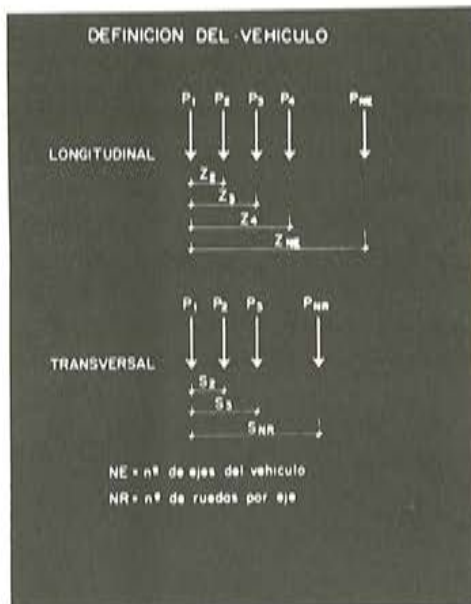 DEFINICION DEL VEHICULO
P1 P2 P3 P4 PNE
LONGITUDINAL
Z2
Z3
Z4
ZNE
P1 P2 P3 PNR
TRANSVERSAL
S2
S3
SNR
NE = nº de ejes del vehiculo
NR = nº de ruedas por eje